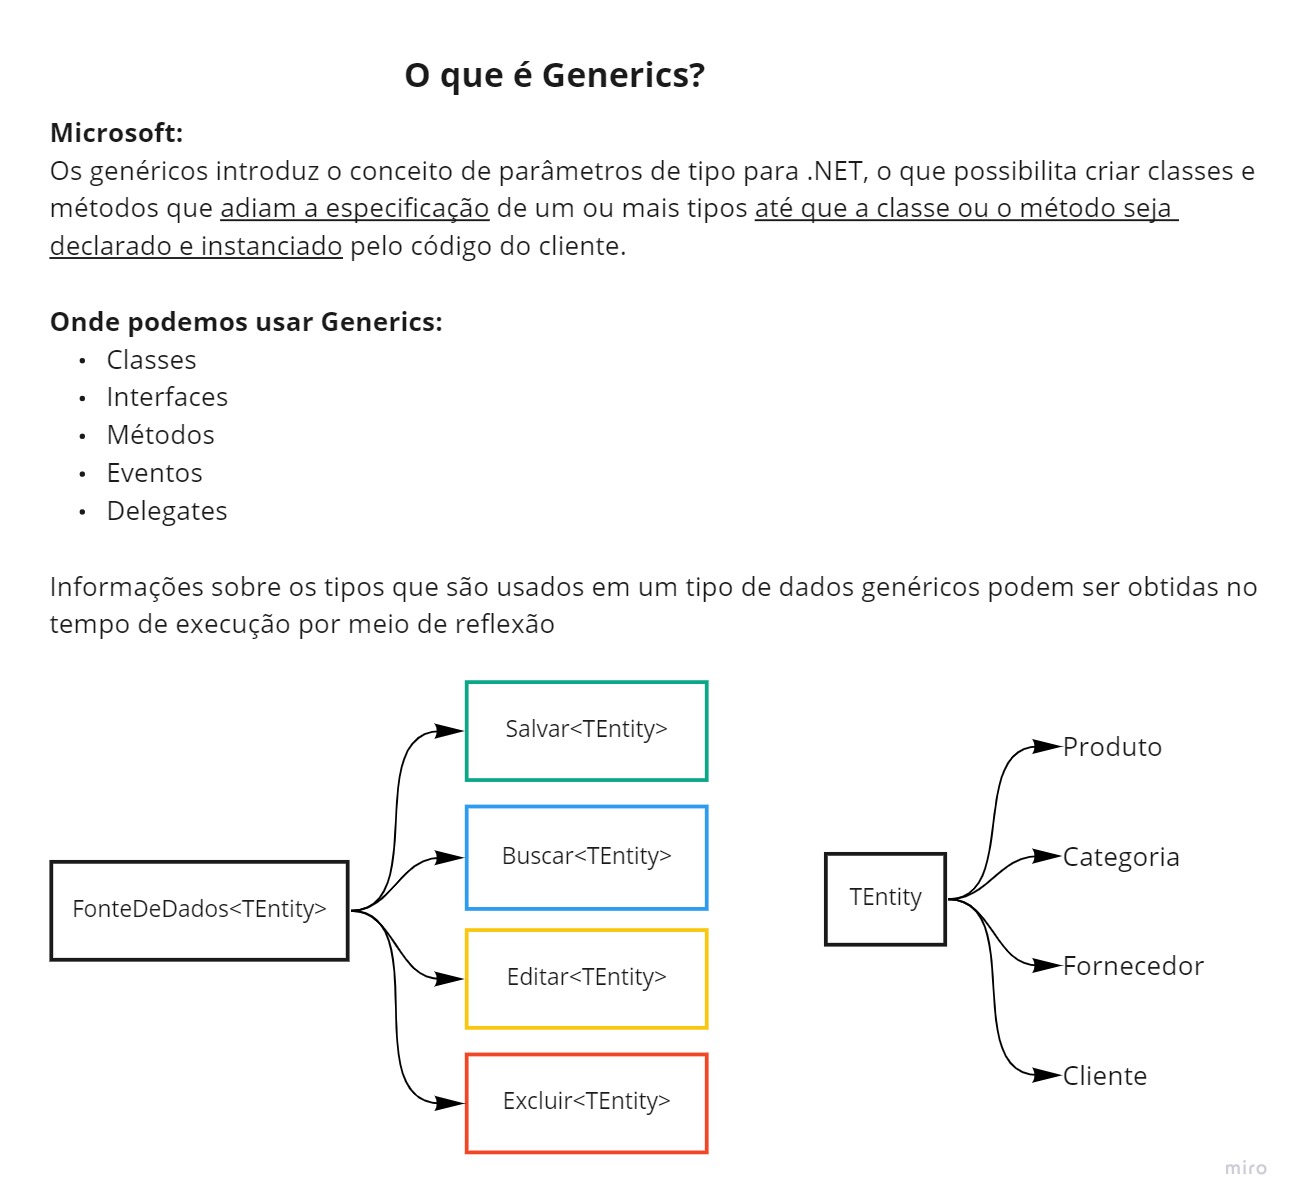 O que é Generics?
Microsoft:
Os genéricos introduz o conceito de parâmetros de tipo para .NET, o que possibilita criar classes e
métodos que adiam a especificação de um ou mais tipos até que a classe ou o método seja
declarado e instanciado pelo código do cliente.
Onde podemos usar Generics:
• Classes
• Interfaces
• Métodos
• Eventos
• Delegates
Informações sobre os tipos que são usados em um tipo de dados genéricos podem ser obtidas no
tempo de execução por meio de reflexão
FonteDeDados<TEntity>
Salvar<TEntity>
Buscar<TEntity>
Editar<TEntity>
Excluir<TEntity>
TEntity
Produto
Categoria
Fornecedor
Cliente
miro